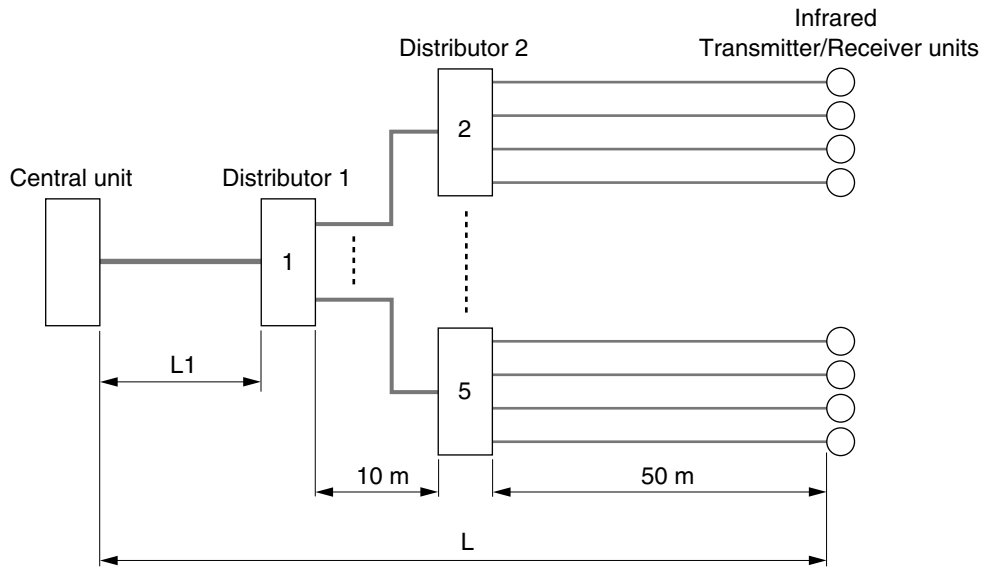 Infrared
Transmitter/Receiver units
Distributor 2
2
Central unit
Distributor 1
1
5
L1
10 m
50 m
L